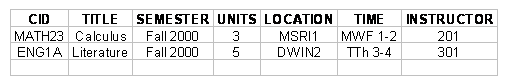 CID TITLE SEMESTER UNITS LOCATION TIME INSTRUCTOR
MATH23 Calculus Fall 2000 3 MSRI1 MWF 1-2 201
ENG1A Literature Fall 2000 5 DWIN2 TTh 3-4 301